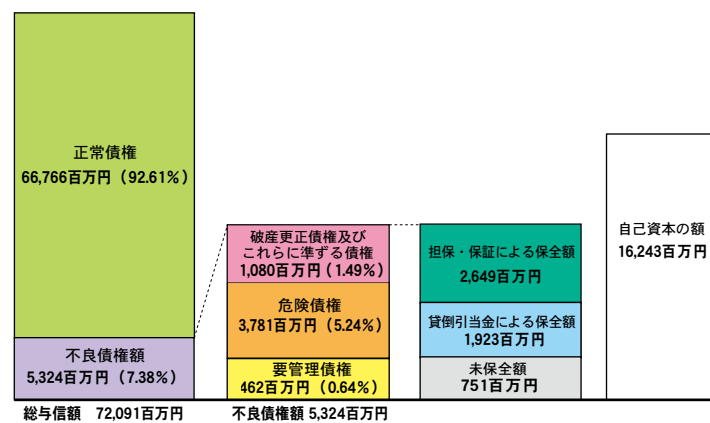 正常債権
66,766百万円（92.61％）
不良債権額
5,324百万円（7.38％）
総与信額　72,091百万円
破産更正債権及び
これらに準ずる債権
1,080百万円（1.49％）
危険債権
3,781百万円（5.24％）
要管理債権
462百万円（0.64％）
不良債権額 5,324百万円
担保・保証による保全額
2,649百万円
貸倒引当金による保全額
1,923百万円
未保全額
751百万円
自己資本の額
16,243百万円